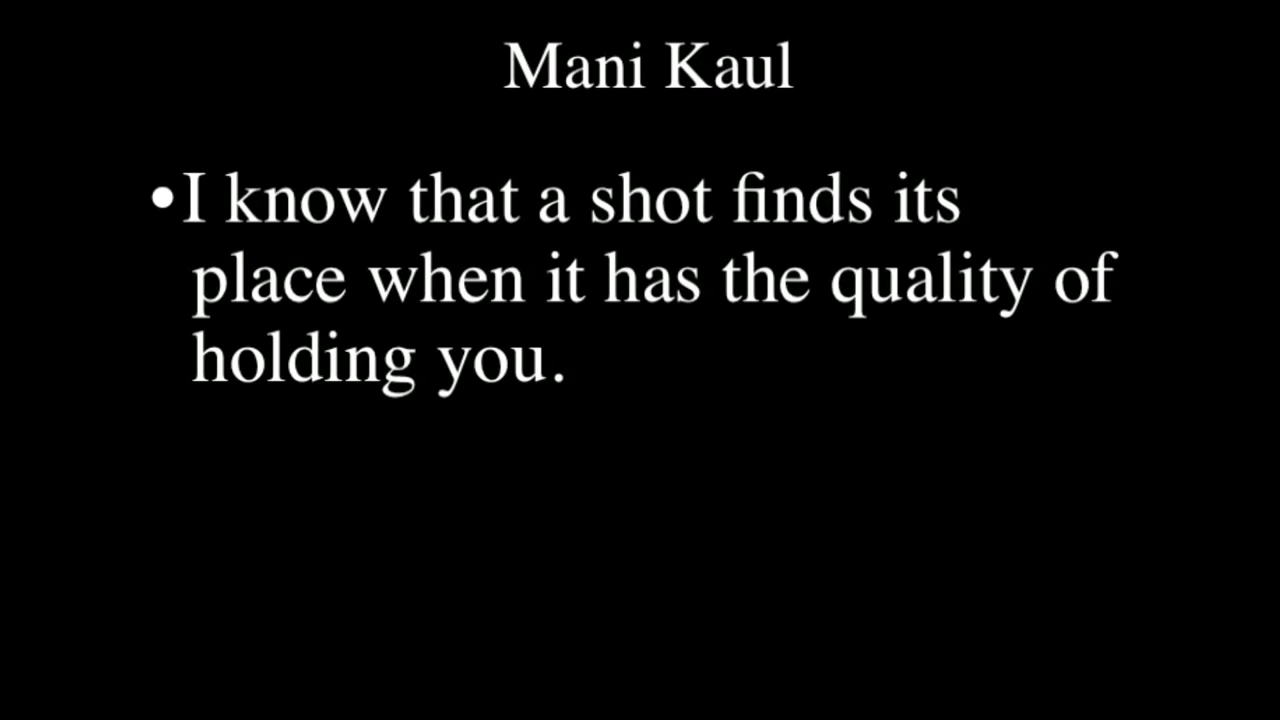 Mani Kaul
•I know that a shot finds its
place when it has the quality of
holding you.